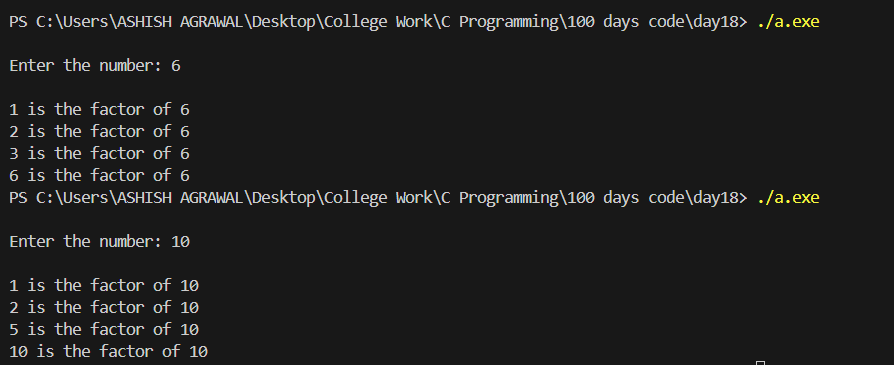 PS C:\Users\ASHISH AGRAWAL\Desktop\College Work\C Programming\100 days code\day18> ./a.exe
Enter the number: 6
1 is the factor of 6
2 is the factor of 6
3 is the factor of 6
6 is the factor of 6
PS C:\Users\ASHISH AGRAWAL\Desktop\College Work\C Programming\100 days code\day18> ./a.exe
Enter the number: 10
1 is the factor of 10
2 is the factor of 10
5 is the factor of 10
10 is the factor of 10